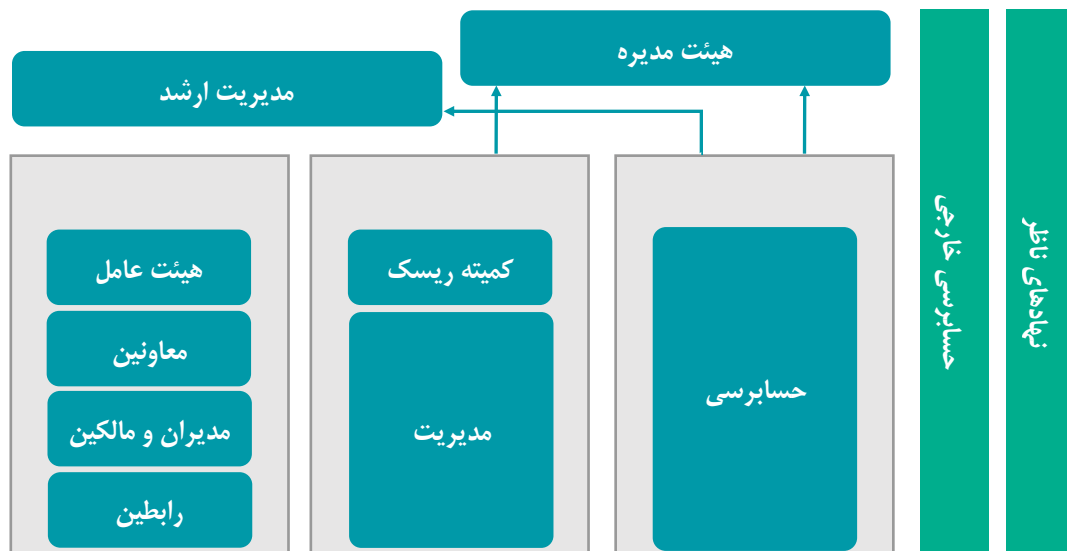 هیئت مدیره
مدیریت ارشد
نهادهای ناظر
حسابرسی خارجی
حسابرسی
کمیته ریسک
مدیریت
هیئت عامل
معاونین
مدیران و مالکین
رابطین